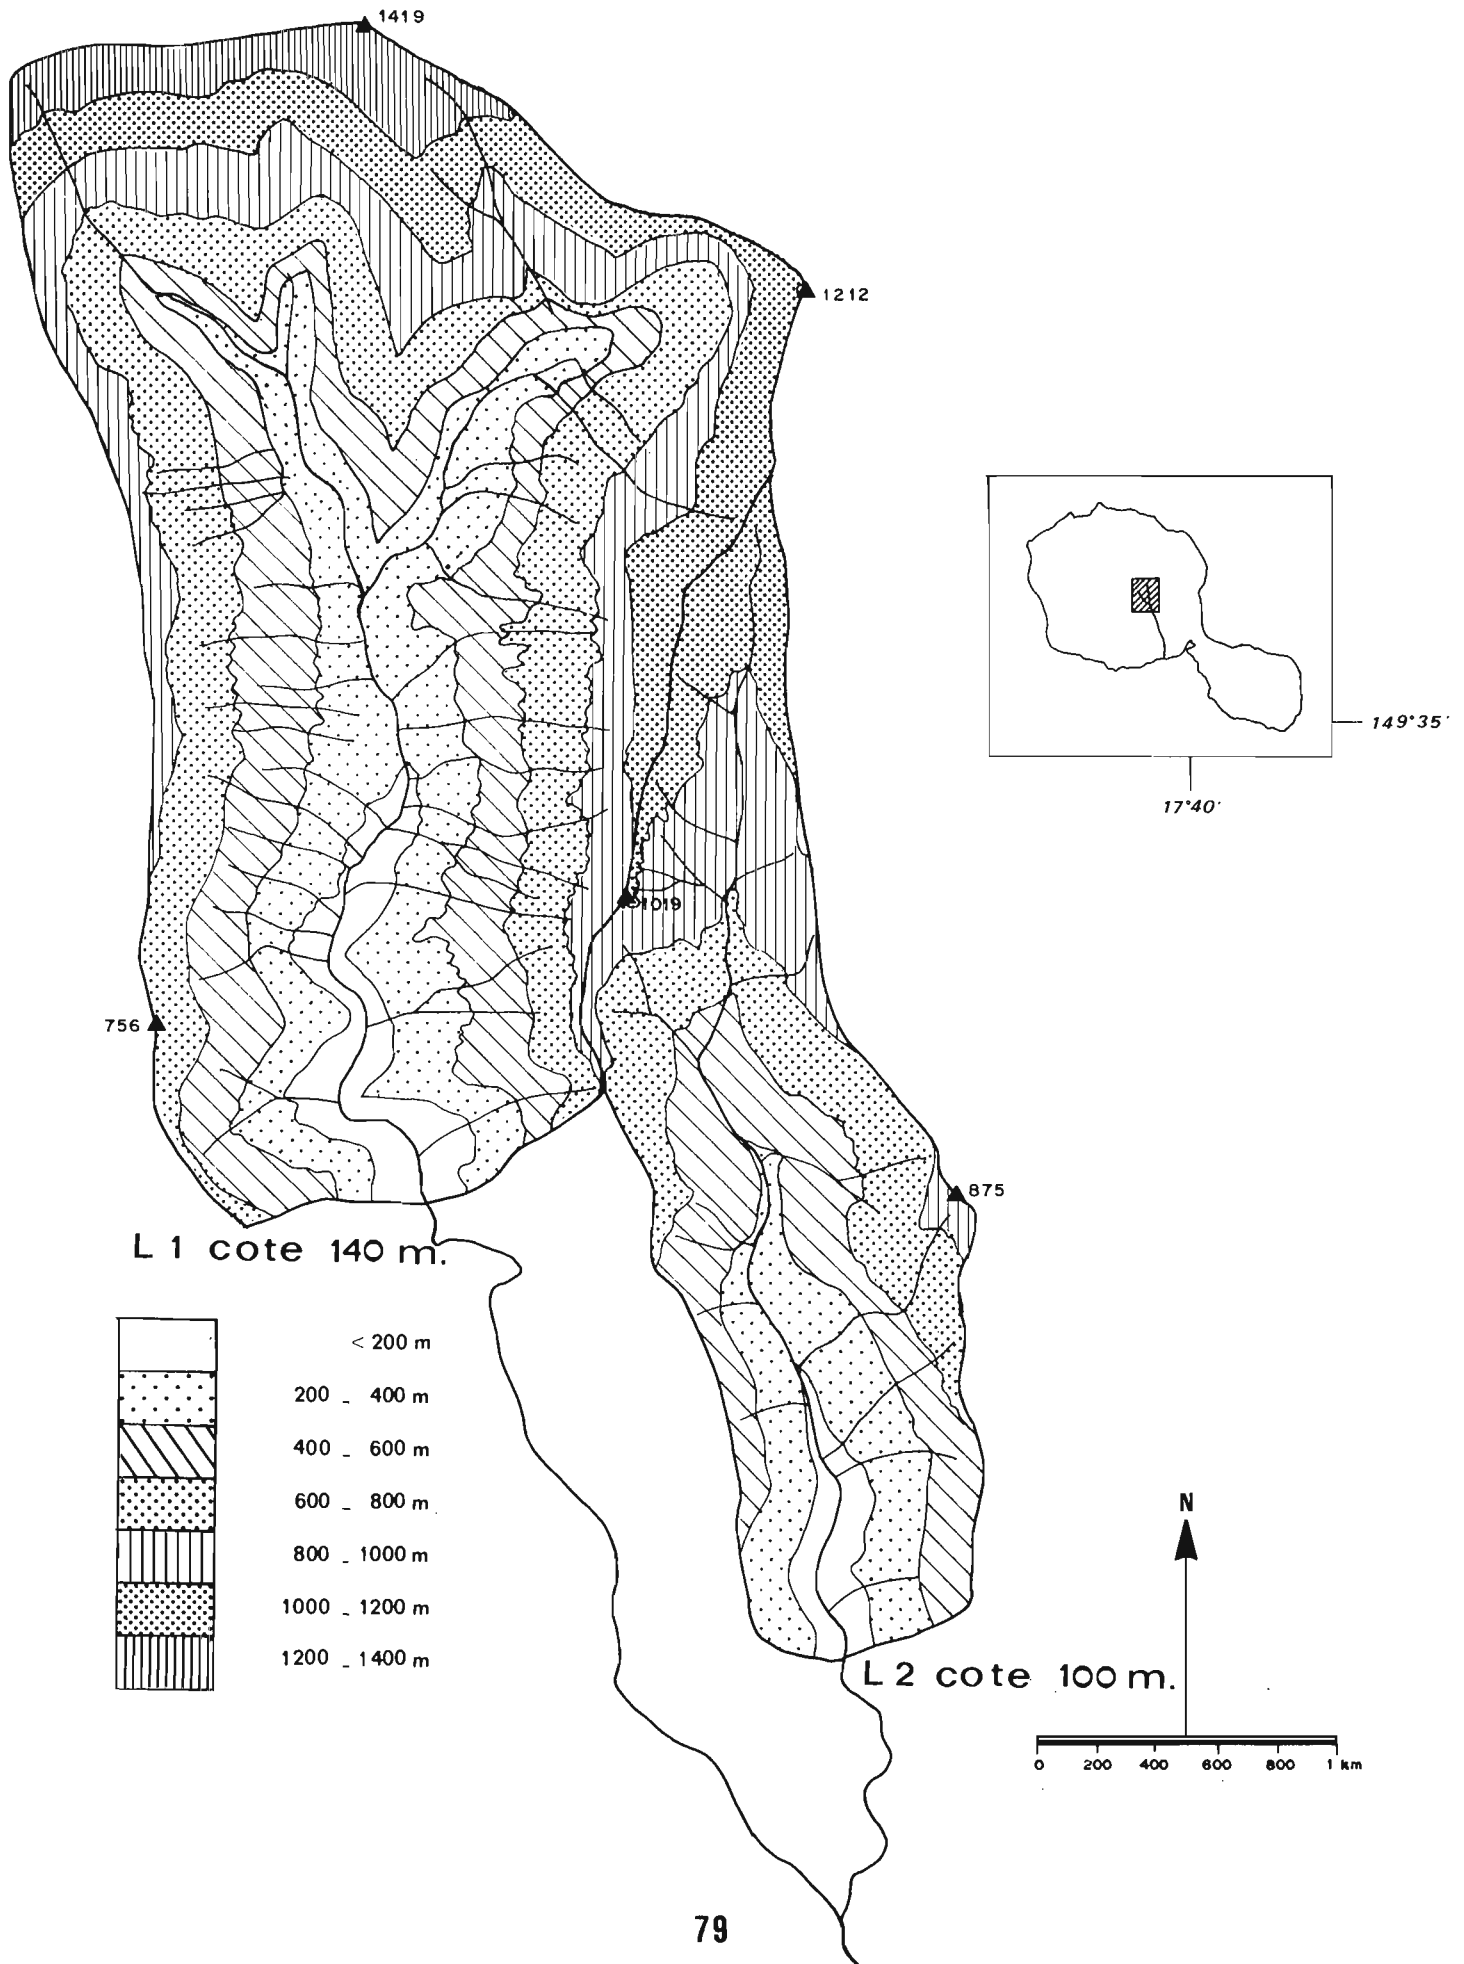 1419
1212
149°35'
17°40'
1019
756
875
L 1 cote 140 m.
< 200 m
200 _ 400 m
400 _ 600 m
600 _ 800 m
800 _ 1000 m
1000 _ 1200 m
1200 _ 1400 m
N
L 2 cote 100 m.
0 200 400 600 800 1 km
79